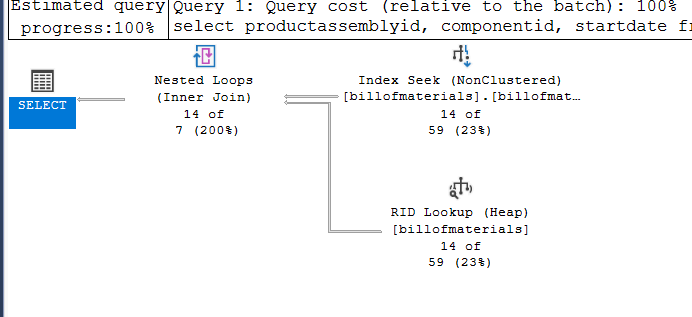 Estimated query
progress:100%
Query 1: Query cost (relative to the batch): 100%
select productassemblyid, componentid, startdate
SELECT
Nested Loops
(Inner Join)
14 of
7 (200%)
Index Seek (NonClustered)
[billofmaterials].[billofmat…
14 of
59 (23%)
RID Lookup (Heap)
[billofmaterials]
14 of
59 (23%)